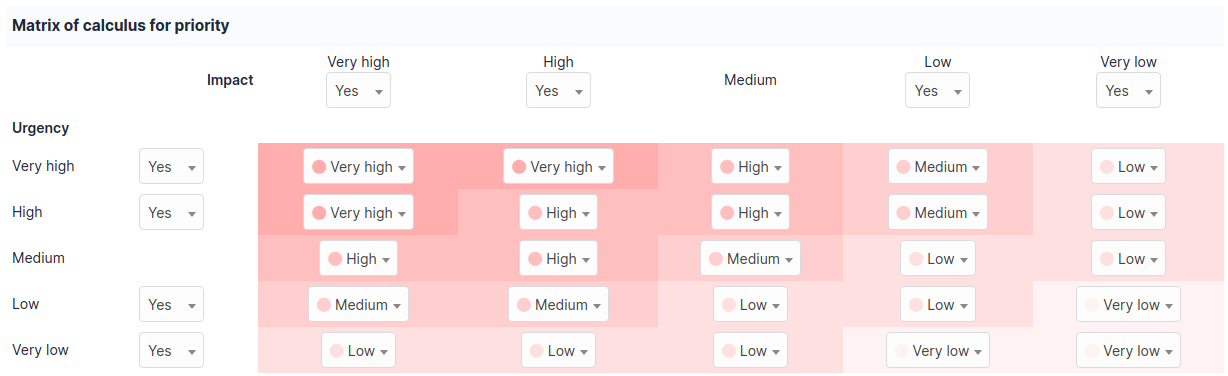 Matrix of calculus for priority
Impact Very high High Medium Low Very low
Yes Yes Yes Yes
Urgency
Very high Yes Very high Very high High Medium Low
High Yes Very high High High Medium Low
Medium High High Medium Low Low
Low Yes Medium Medium Low Low Very low
Very low Yes Low Low Low Very low Very low